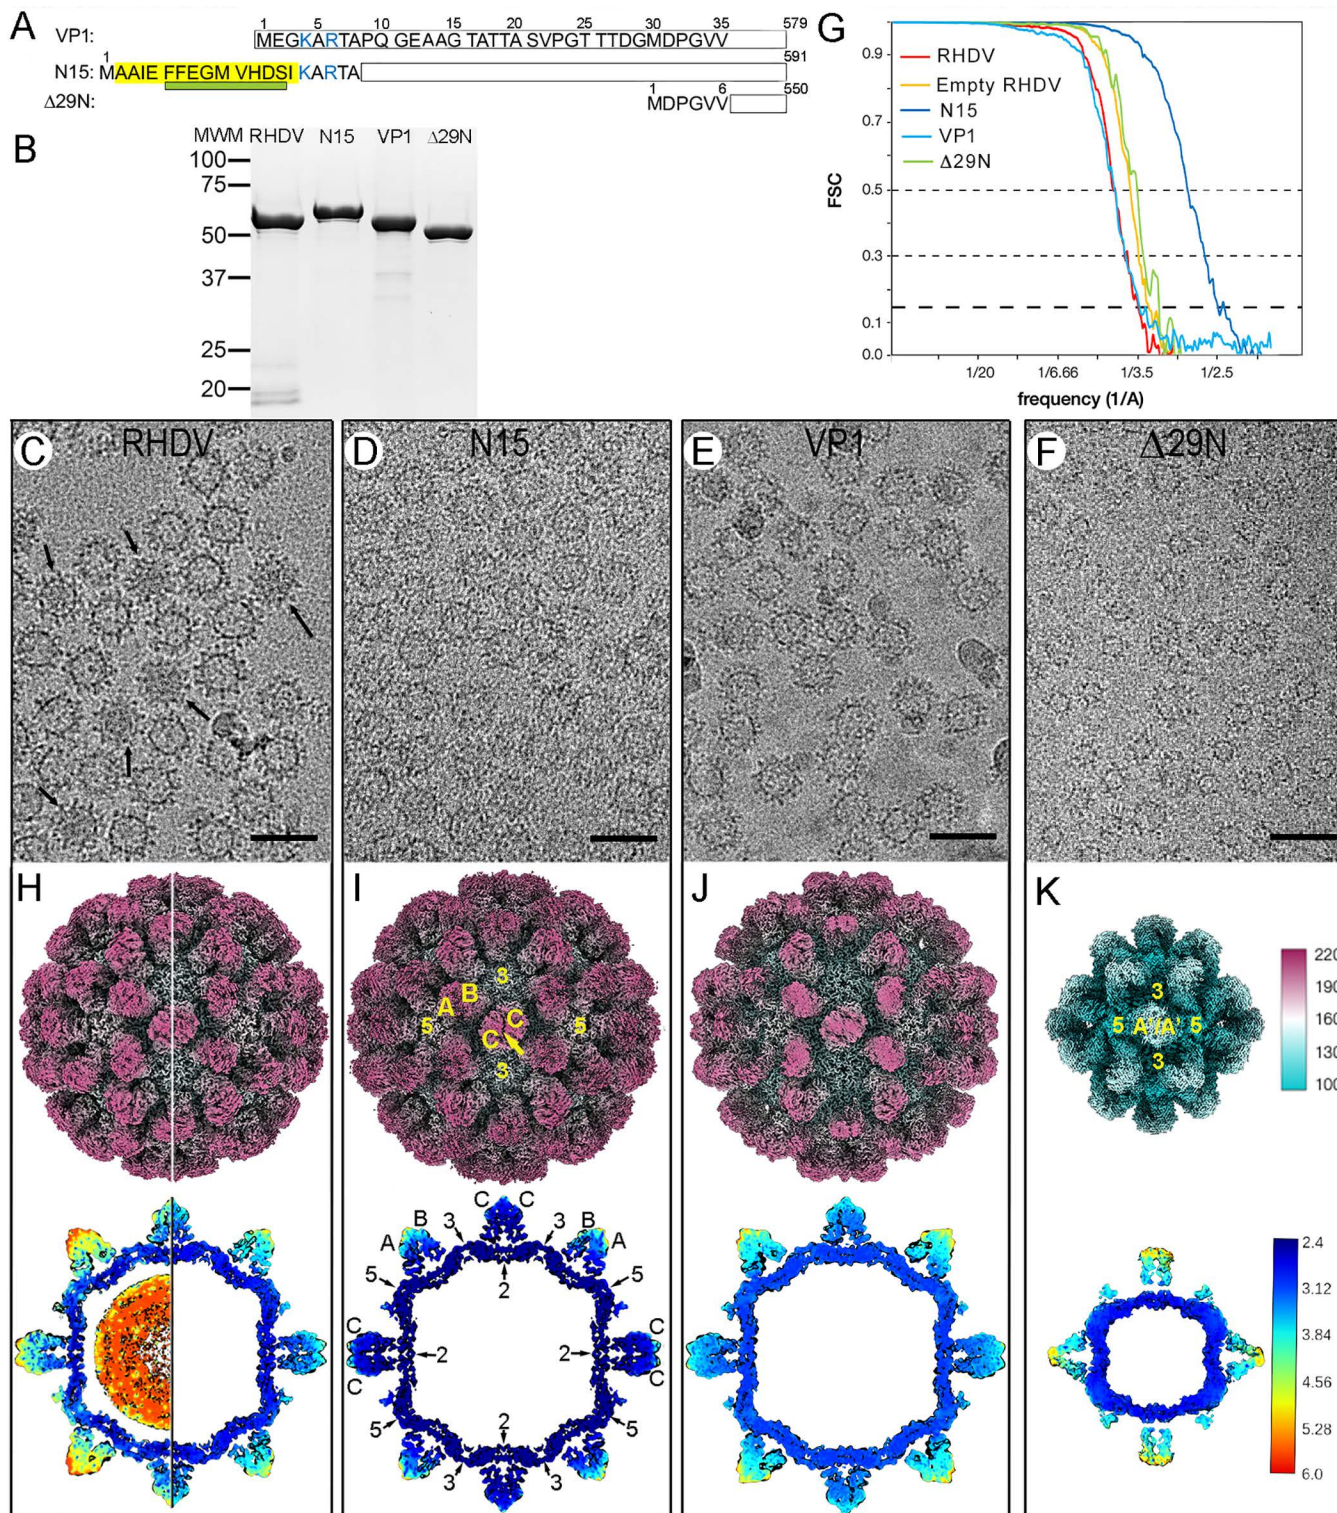 A
1 5 10 15 20 25 30 35 579
VP1: MEGKARTAPQ GEAAG TATTA SVPGT TTDGMDPGVV
1 591
N15: MAAIE FFEGM VHDSI KARTA
1 6 550
Δ29N: MDPGVV
B
MWM RHDV N15 VP1 Δ29N
100
75
50
37
25
20
G
0.9
0.7
0.5
0.3
0.1
0.0
FSC
RHDV
Empty RHDV
N15
VP1
Δ29N
1/20 1/6.66 1/3.5 1/2.5
frequency (1/A)
C RHDV
D N15
E VP1
F Δ29N
H
I
3
B
A
5 C 5
C
3
J
K
3
5 A'/A' 5
3
220
190
160
130
100
C C
B 3 3 B
A A
5 2 5
C C
2 2
C C
5 2 5
3 3
2.4
3.12
3.84
4.56
5.28
6.0